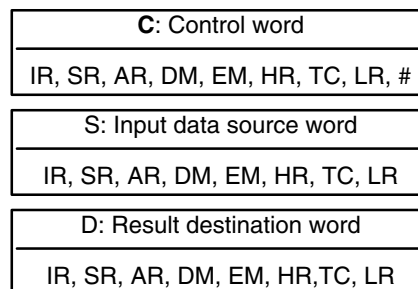 C: Control word
IR, SR, AR, DM, EM, HR, TC, LR, #
S: Input data source word
IR, SR, AR, DM, EM, HR, TC, LR
D: Result destination word
IR, SR, AR, DM, EM, HR,TC, LR